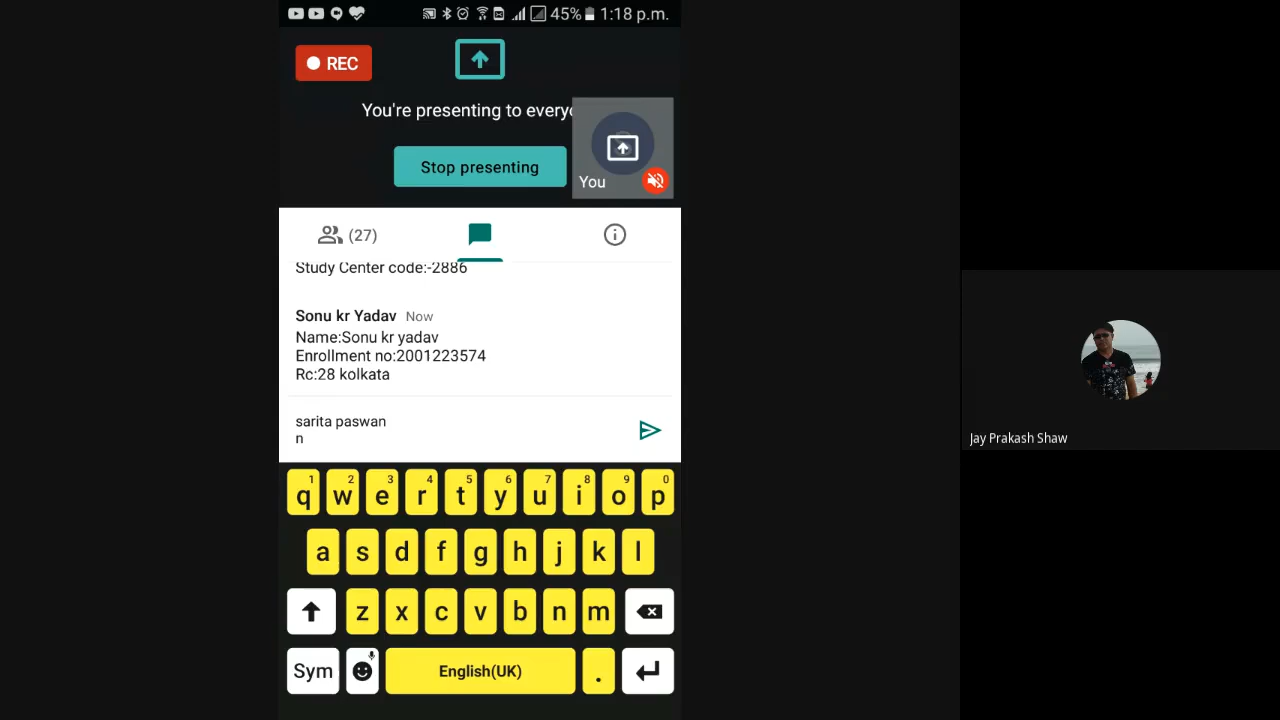 45% 1:18 p.m.
REC
You're presenting to everyo
Stop presenting
You
(27)
Study Center code:-2886
Sonu kr Yadav Now
Name:Sonu kr yadav
Enrollment no:2001223574
Rc:28 kolkata
sarita paswan
n
1 2 3 4 5 6 7 8 9 0
q w e r t y u i o p
a s d f g h j k l
z x c v b n m
Sym English(UK) .
Jay Prakash Shaw